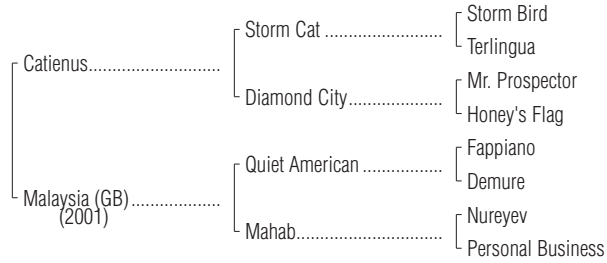 Storm Bird
Storm Cat ........................
Terlingua
Catienus...........................
Mr. Prospector
Diamond City...................
Honey's Flag
Fappiano
Quiet American ................
Demure
Malaysia (GB)..................
(2001)
Nureyev
Mahab..............................
Personal Business